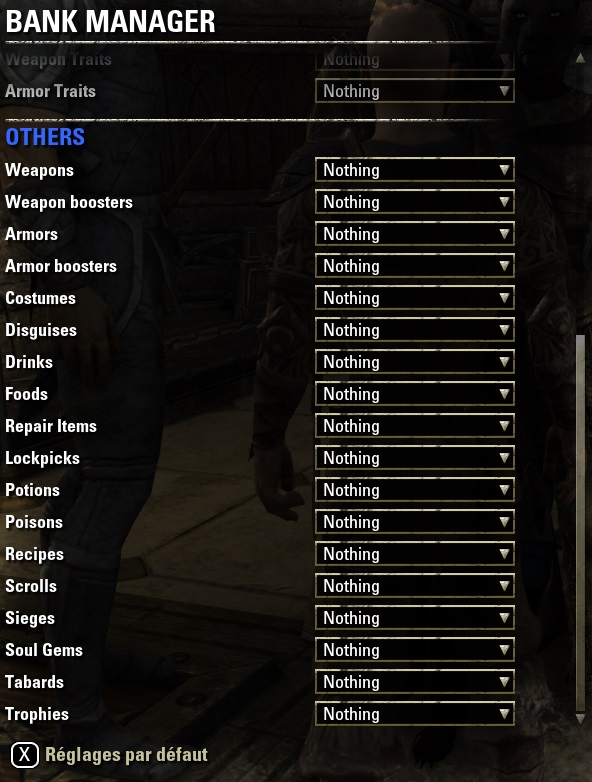 BANK MANAGER
Weapon Traits Nothing
Armor Traits Nothing
OTHERS
Weapons Nothing
Weapon boosters Nothing
Armors Nothing
Armor boosters Nothing
Costumes Nothing
Disguises Nothing
Drinks Nothing
Foods Nothing
Repair Items Nothing
Lockpicks Nothing
Potions Nothing
Poisons Nothing
Recipes Nothing
Scrolls Nothing
Sieges Nothing
Soul Gems Nothing
Tabards Nothing
Trophies Nothing
X Réglages par défaut